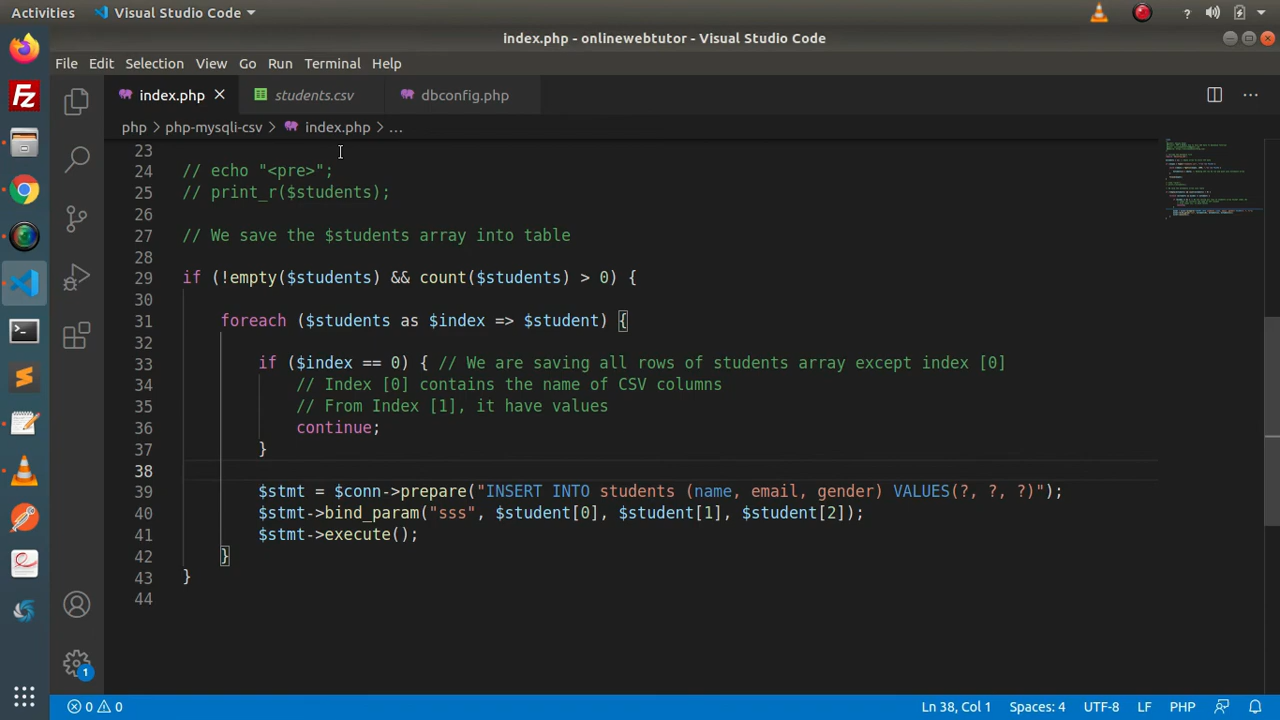 Activities Visual Studio Code
index.php - onlinewebtutor - Visual Studio Code
File Edit Selection View Go Run Terminal Help
index.php students.csv dbconfig.php
php php-mysqli-csv index.php ...
23
24 // echo "<pre>";
25 // print_r($students);
26
27 // We save the $students array into table
28
29 if (!empty($students) && count($students) > 0) {
30
31 foreach ($students as $index => $student) {
32
33 if ($index == 0) { // We are saving all rows of students array except index [0]
34 // Index [0] contains the name of CSV columns
35 // From Index [1], it have values
36 continue;
37 }
38
39 $stmt = $conn->prepare("INSERT INTO students (name, email, gender) VALUES(?, ?, ?)");
40 $stmt->bind_param("sss", $student[0], $student[1], $student[2]);
41 $stmt->execute();
42 }
43 }
44
1
0 0 Ln 38, Col 1 Spaces: 4 UTF-8 LF PHP